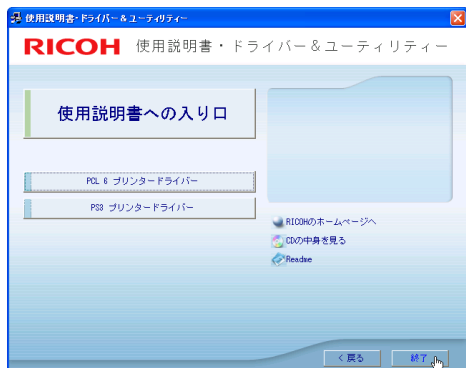 使用説明書・ドライバー＆ユーティリティー
RICOH 使用説明書・ドライバー＆ユーティリティー
使用説明書への入り口
PCL 6 プリンタードライバー
PS3 プリンタードライバー
RICOHのホームページへ
CDの中身を見る
Readme
< 戻る 終了